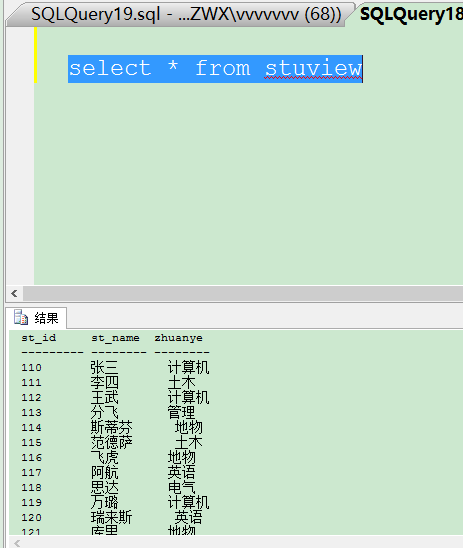 SQLQuery19.sql - ...ZWX\vvvvvvv (68)) SQLQuery18
select * from stuview
结果
st_id st_name zhuanye
--------- -------- --------
110 张三 计算机
111 李四 土木
112 王武 计算机
113 分飞 管理
114 斯蒂芬 地物
115 范德萨 土木
116 飞虎 地物
117 阿航 英语
118 思达 电气
119 万璐 计算机
120 瑞来斯 英语
121 库里 地物